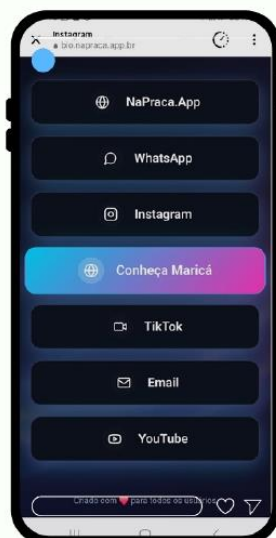 Instagram
bio.napraca.app.br
NaPraca.App
WhatsApp
Instagram
Conheça Maricá
TikTok
Email
YouTube
Criado com ❤️ para todos os usuários